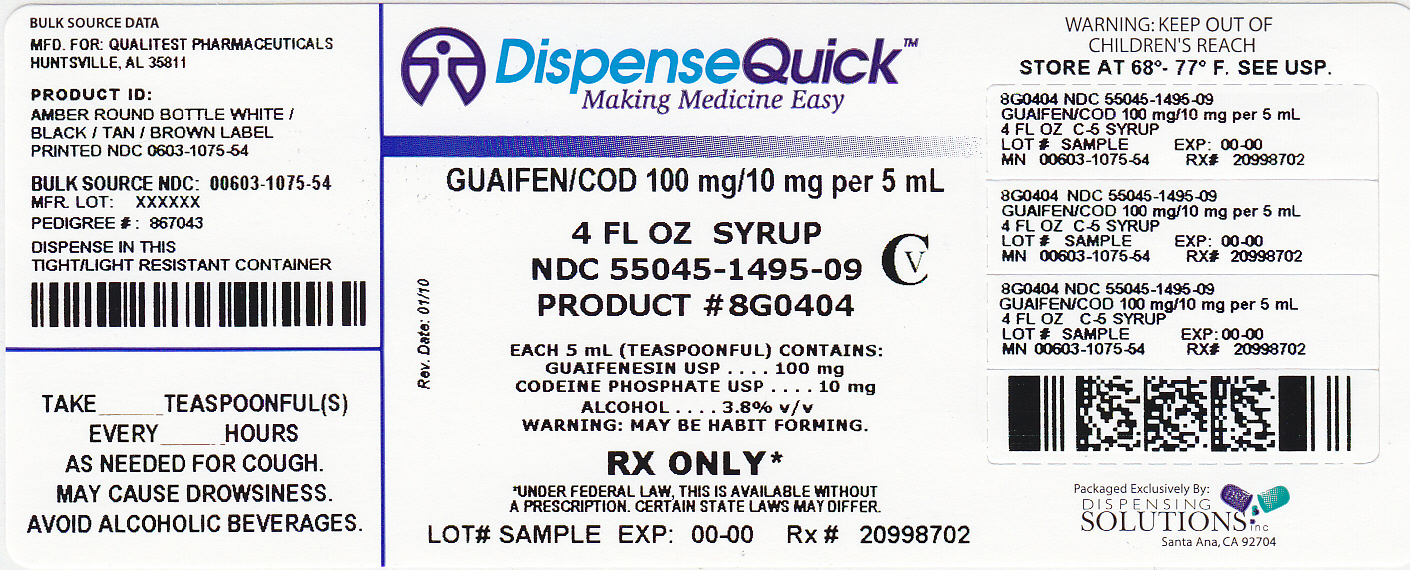 BULK SOURCE DATA
MFD. FOR: QUALITEST PHARMACEUTICALS
HUNTSVILLE, AL 35811
PRODUCT ID:
AMBER ROUND BOTTLE WHITE /
BLACK / TAN / BROWN LABEL
PRINTED NDC 0603-1075-54
BULK SOURCE NDC: 00603-1075-54
MFR. LOT: XXXXXX
PEDIGREE #: 867043
DISPENSE IN THIS
TIGHT/LIGHT RESISTANT CONTAINER
TAKE______TEASPOONFUL(S)
EVERY______HOURS
AS NEEDED FOR COUGH.
MAY CAUSE DROWSINESS.
AVOID ALCOHOLIC BEVERAGES.
DispenseQuick™
Making Medicine Easy
GUAIFEN/COD 100 mg/10 mg per 5 mL
4 FL OZ SYRUP
NDC 55045-1495-09
CV
PRODUCT #8G0404
Rev. Date: 01/10
EACH 5 mL (TEASPOONFUL) CONTAINS:
GUAIFENESIN USP .... 100 mg
CODEINE PHOSPHATE USP .... 10 mg
ALCOHOL .... 3.8% v/v
WARNING: MAY BE HABIT FORMING.
RX ONLY*
*UNDER FEDERAL LAW, THIS IS AVAILABLE WITHOUT
A PRESCRIPTION. CERTAIN STATE LAWS MAY DIFFER.
LOT# SAMPLE EXP: 00-00 Rx# 20998702
WARNING: KEEP OUT OF
CHILDREN'S REACH
STORE AT 68°- 77° F. SEE USP.
8G0404 NDC 55045-1495-09
GUAIFEN/COD 100 mg/10 mg per 5 mL
4 FL OZ C-5 SYRUP
LOT # SAMPLE EXP: 00-00
MN 00603-1075-54 RX# 20998702
8G0404 NDC 55045-1495-09
GUAIFEN/COD 100 mg/10 mg per 5 mL
4 FL OZ C-5 SYRUP
LOT # SAMPLE EXP: 00-00
MN 00603-1075-54 RX# 20998702
8G0404 NDC 55045-1495-09
GUAIFEN/COD 100 mg/10 mg per 5 mL
4 FL OZ C-5 SYRUP
LOT # SAMPLE EXP: 00-00
MN 00603-1075-54 RX# 20998702
Packaged Exclusively By:
DISPENSING
SOLUTIONS inc
Santa Ana, CA 92704